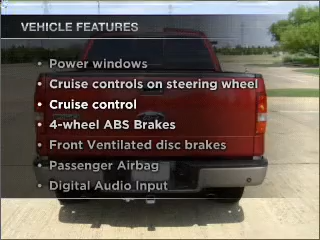 VEHICLE FEATURES
• Power windows
• Cruise controls on steering wheel
• Cruise control
• 4-wheel ABS Brakes
• Front Ventilated disc brakes
• Passenger Airbag
• Digital Audio Input